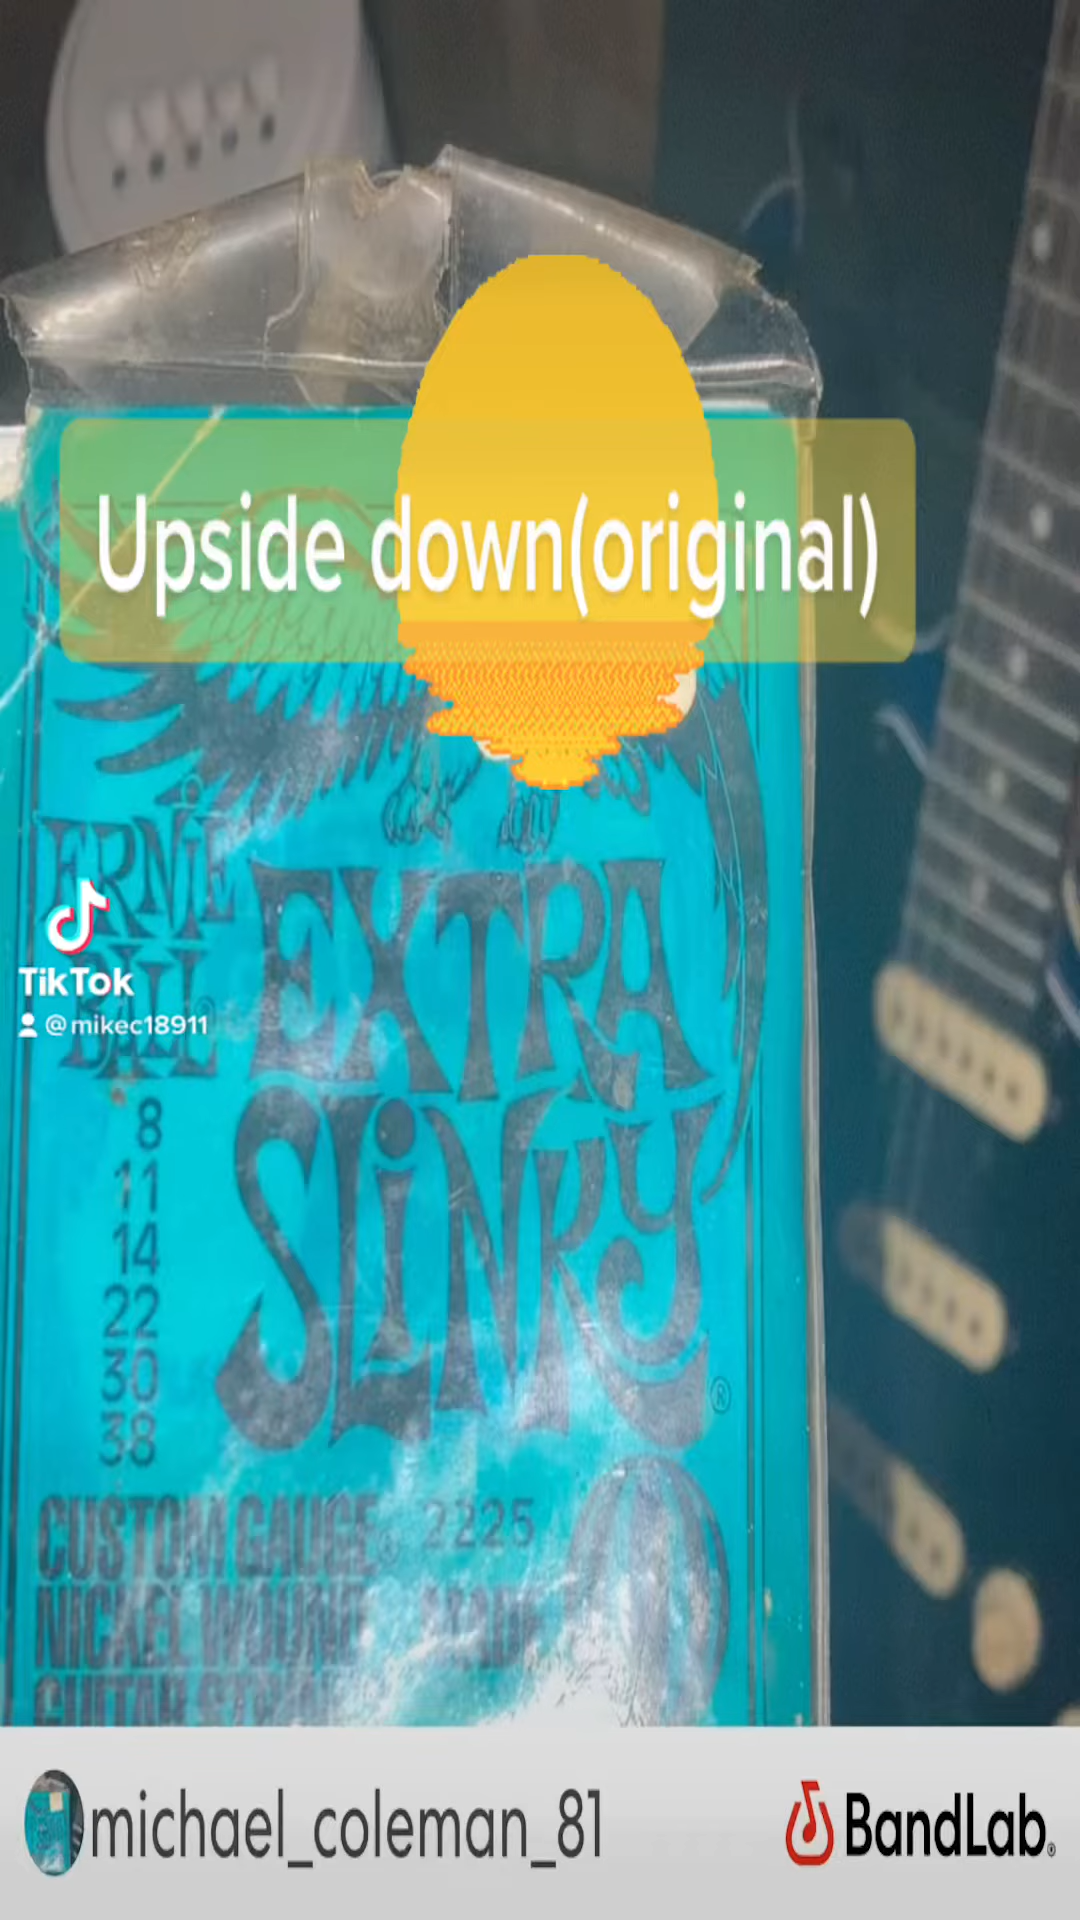 Upside down(original)
ERNIE
BALL
TikTok
@mikec18911
EXTRA
SLINKY
8
11
14
22
30
38
CUSTOM GAUGE® 2225
NICKEL WOUND
GUITAR
michael_coleman_81
BandLab®